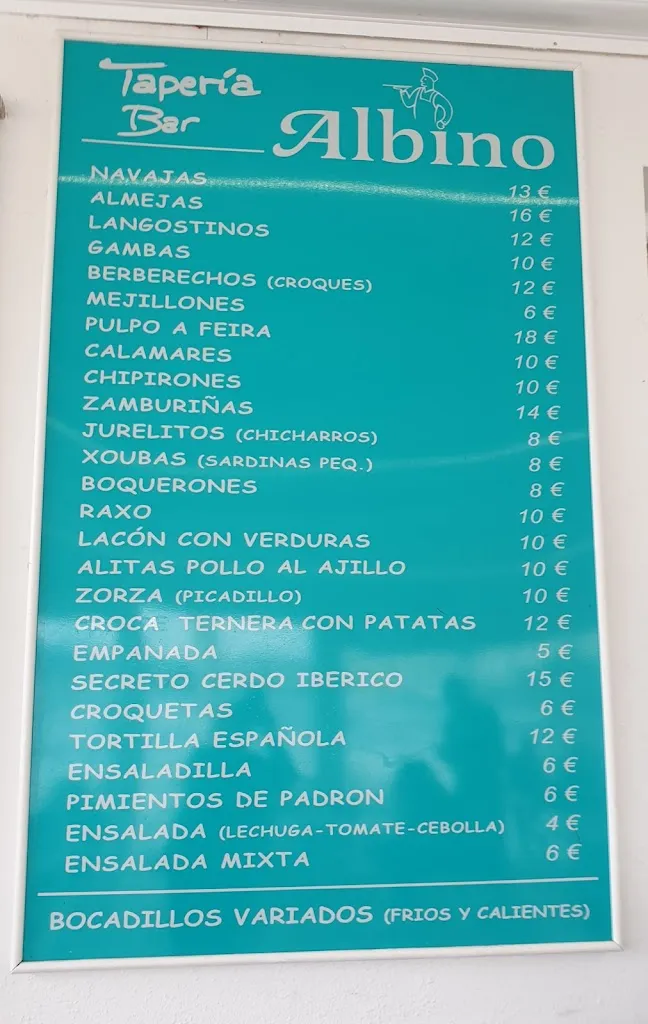 Tapería
Bar
Albino
NAVAJAS 13 €
ALMEJAS 16 €
LANGOSTINOS 12 €
GAMBAS 10 €
BERBERECHOS (CROQUES) 12 €
MEJILLONES 6 €
PULPO A FEIRA 18 €
CALAMARES 10 €
CHIPIRONES 10 €
ZAMBURIÑAS 14 €
JURELITOS (CHICHARROS) 8 €
XOUBAS (SARDINAS PEQ.) 8 €
BOQUERONES 8 €
RAXO 10 €
LACÓN CON VERDURAS 10 €
ALITAS POLLO AL AJILLO 10 €
ZORZA (PICADILLO) 10 €
CROCA TERNERA CON PATATAS 12 €
EMPANADA 5 €
SECRETO CERDO IBERICO 15 €
CROQUETAS 6 €
TORTILLA ESPAÑOLA 12 €
ENSALADILLA 6 €
PIMIENTOS DE PADRON 6 €
ENSALADA (LECHUGA-TOMATE-CEBOLLA) 4 €
ENSALADA MIXTA 6 €
BOCADILLOS VARIADOS (FRIOS Y CALIENTES)